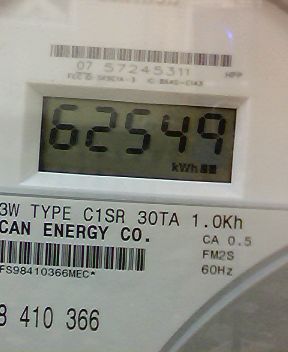 07 57245311 HPP
62549
kWh
3W TYPE C1SR 30TA 1.0Kh
CAN ENERGY CO. CA 0.5
FM2S
FS98410366MEC* 60Hz
8 410 366